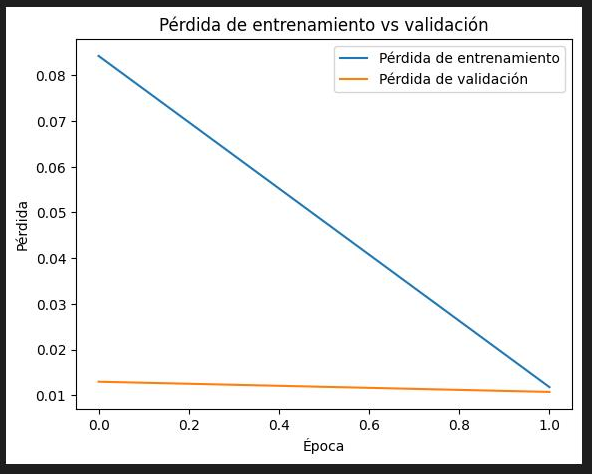 Pérdida de entrenamiento vs validación
Pérdida de entrenamiento
Pérdida de validación
0.08
0.07
0.06
0.05
0.04
0.03
0.02
0.01
Pérdida
0.0 0.2 0.4 0.6 0.8 1.0
Época